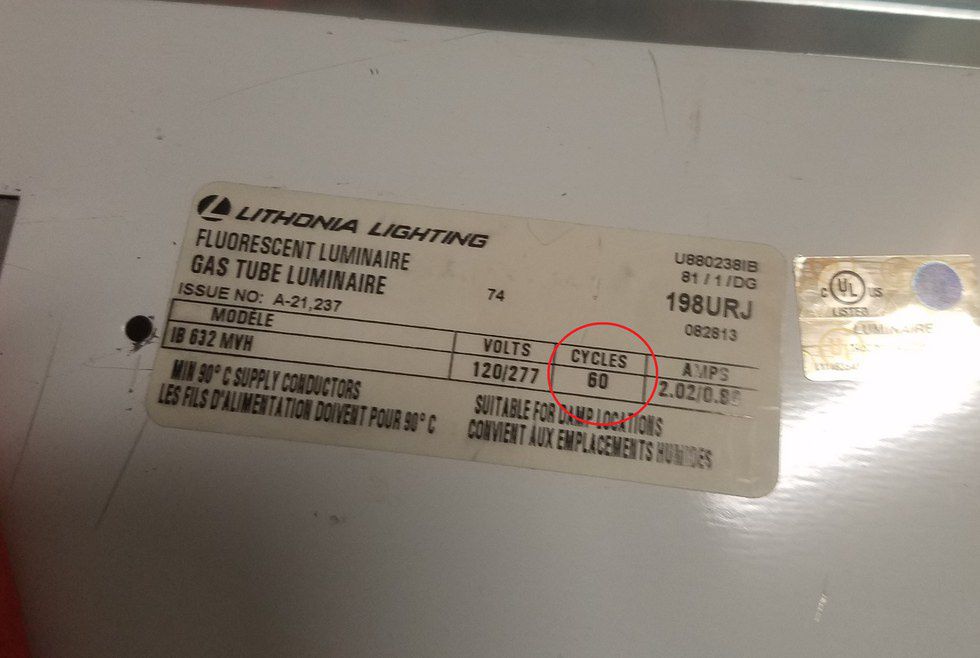 LITHONIA LIGHTING
FLUORESCENT LUMINAIRE
GAS TUBE LUMINAIRE
ISSUE NO: A-21,237
74
U880238IB
81/1/DG
198URJ
082813
MODÈLE
VOLTS
CYCLES
AMPS
IB 632 MVH
120/277
60
MIN 90°C SUPPLY CONDUCTORS
LES FILS D'ALIMENTATION DOIVENT POUR 90°C
SUITABLE FOR DAMP LOCATIONS
CONVIENT AUX EMPLACEMENTS HUMIDES
C UL US
LISTED
LUMINAIRE